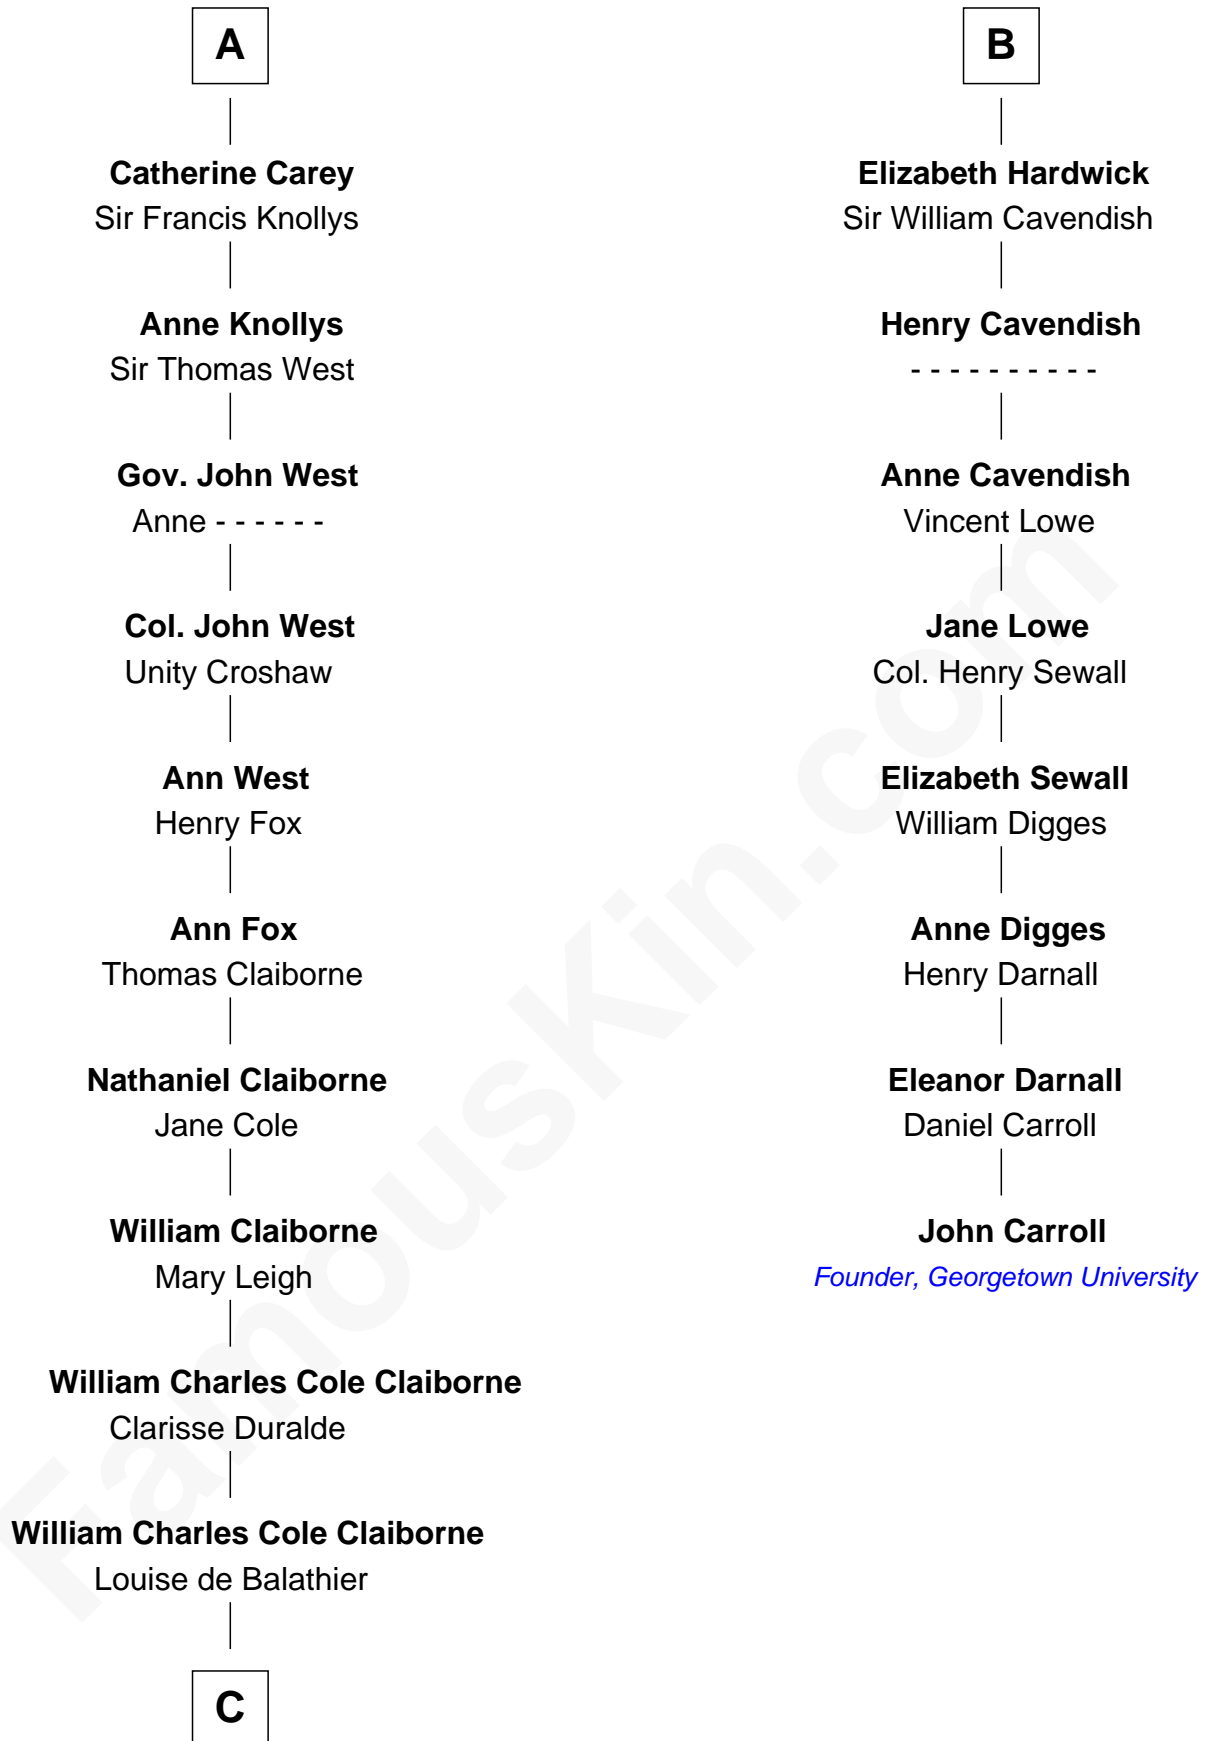 A
Catherine Carey
Sir Francis Knollys
Anne Knollys
Sir Thomas West
Gov. John West
Anne - - - - - -
Col. John West
Unity Croshaw
Ann West
Henry Fox
Ann Fox
Thomas Claiborne
Nathaniel Claiborne
Jane Cole
William Claiborne
Mary Leigh
William Charles Cole Claiborne
Clarisse Duralde
William Charles Cole Claiborne
Louise de Balathier
C
B
Elizabeth Hardwick
Sir William Cavendish
Henry Cavendish
- - - - - - - - - -
Anne Cavendish
Vincent Lowe
Jane Lowe
Col. Henry Sewall
Elizabeth Sewall
William Digges
Anne Digges
Henry Darnall
Eleanor Darnall
Daniel Carroll
John Carroll
Founder, Georgetown University
FamousKin.com